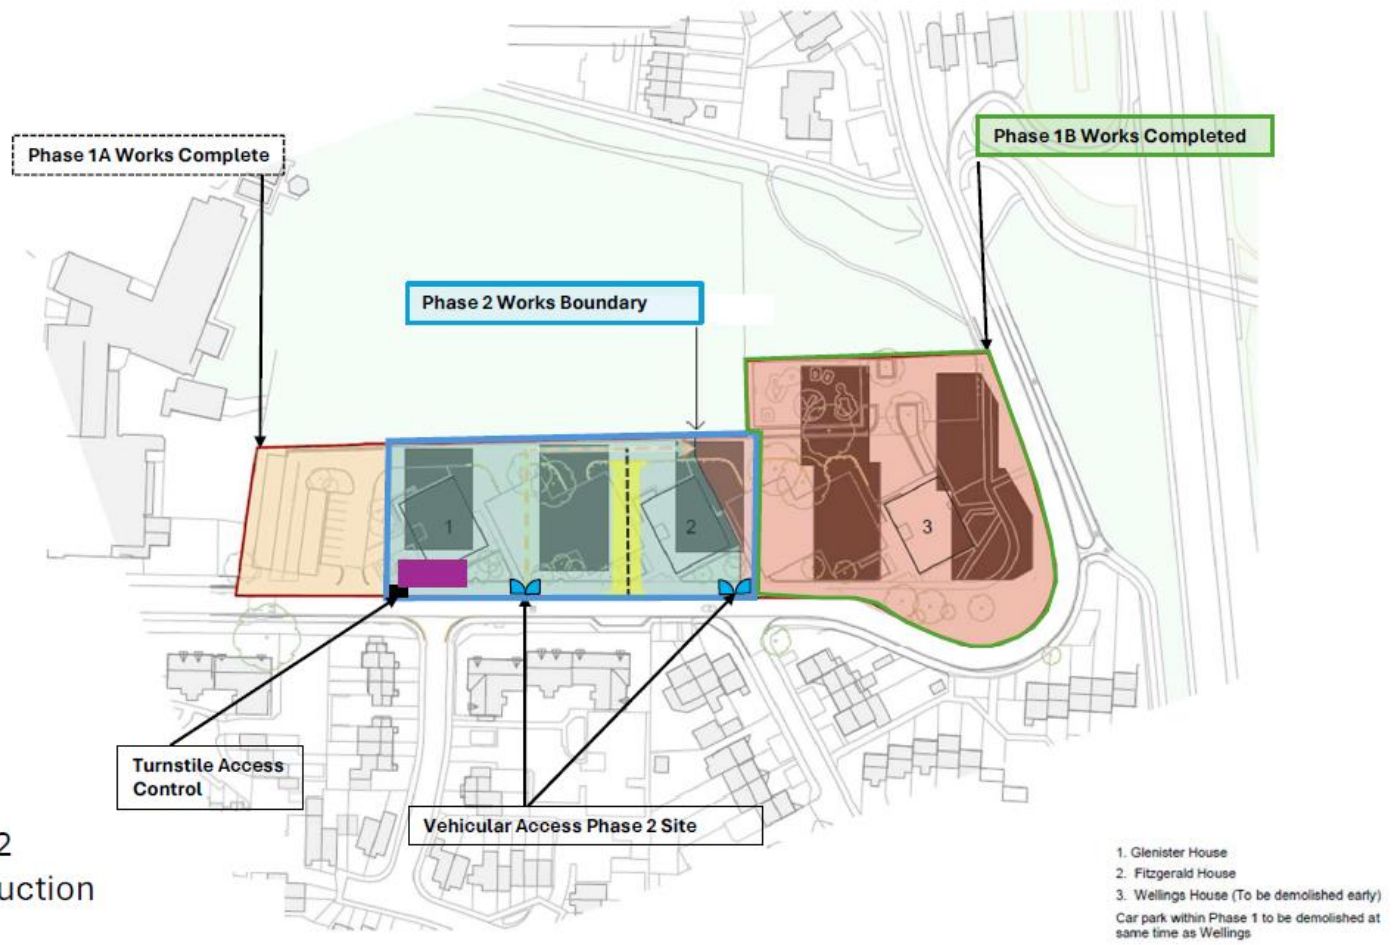 Phase 1A Works Complete
Phase 1B Works Completed
Phase 2 Works Boundary
1
2
3
Turnstile Access
Control
Vehicular Access Phase 2 Site
2
uction
1. Glenister House
2. Fitzgerald House
3. Wellings House (To be demolished early)
Car park within Phase 1 to be demolished at
same time as Wellings